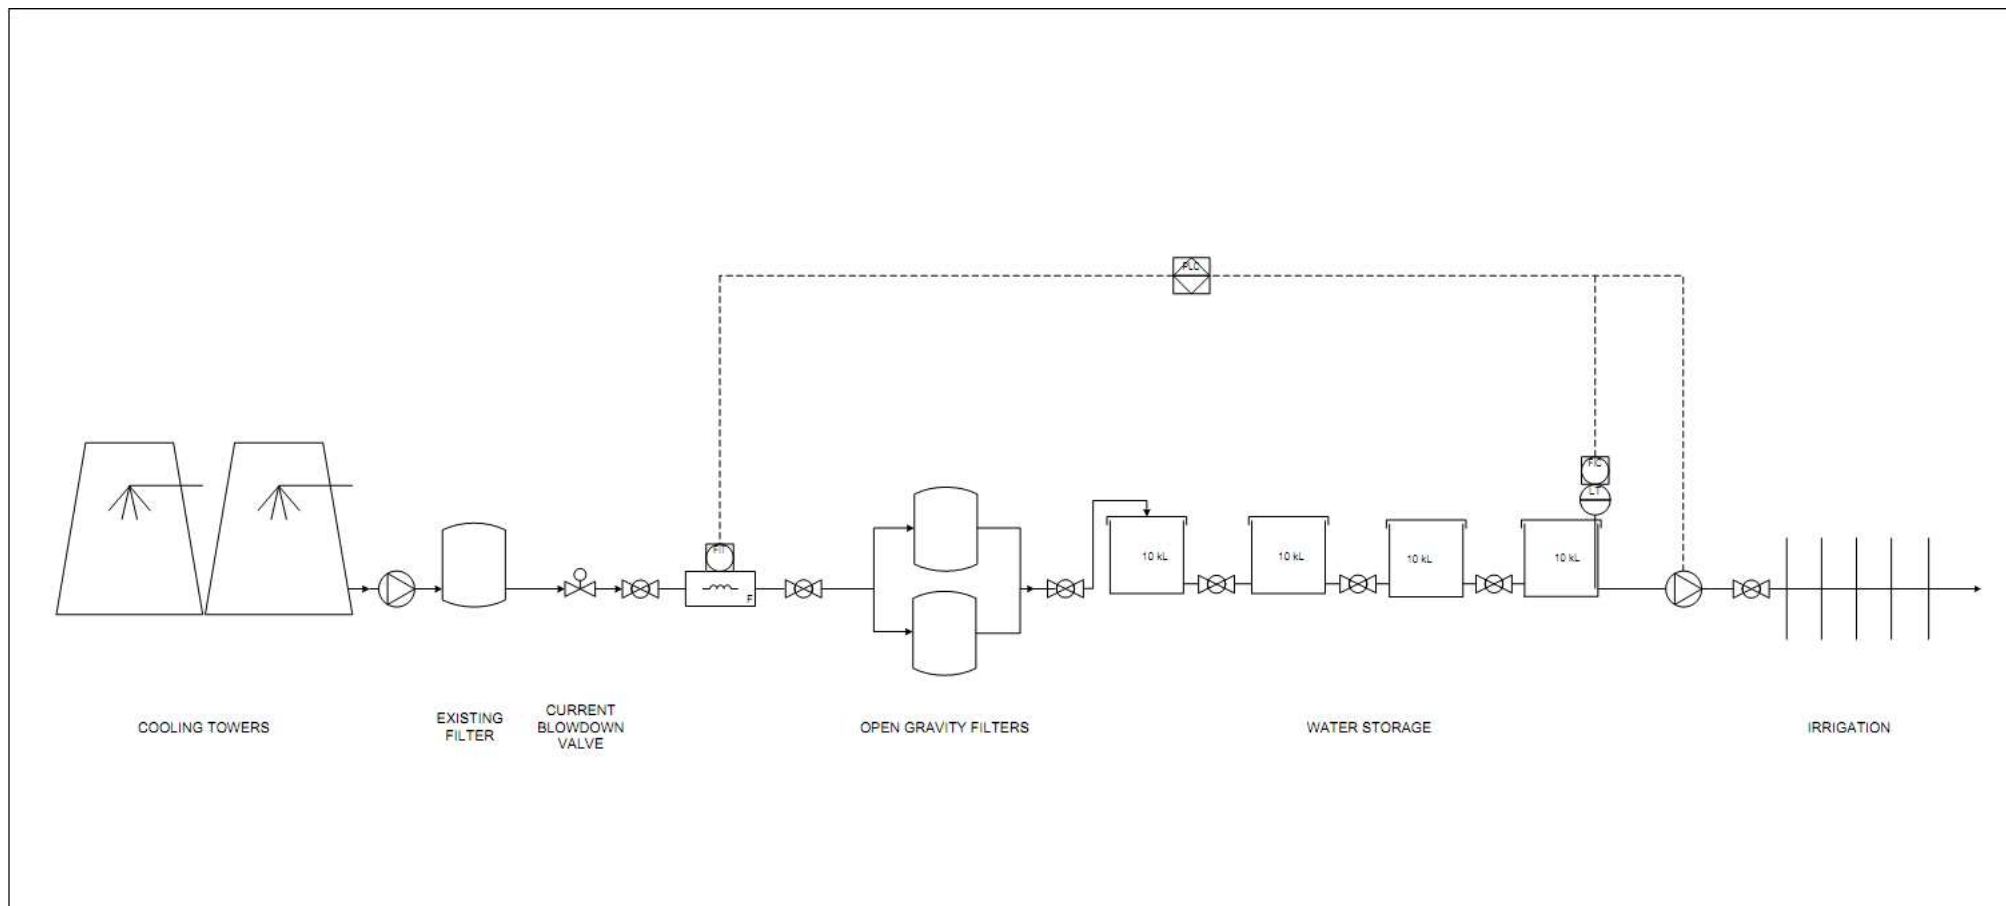 PLC
FIC
LT
FIT
F
10 kL
10 kL
10 kL
10 kL
COOLING TOWERS
EXISTING
FILTER
CURRENT
BLOWDOWN
VALVE
OPEN GRAVITY FILTERS
WATER STORAGE
IRRIGATION